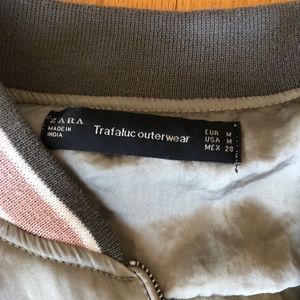 ZARA
MADE IN
INDIA
Trafaluc outerwear
EUR M
USA M
MEX 28